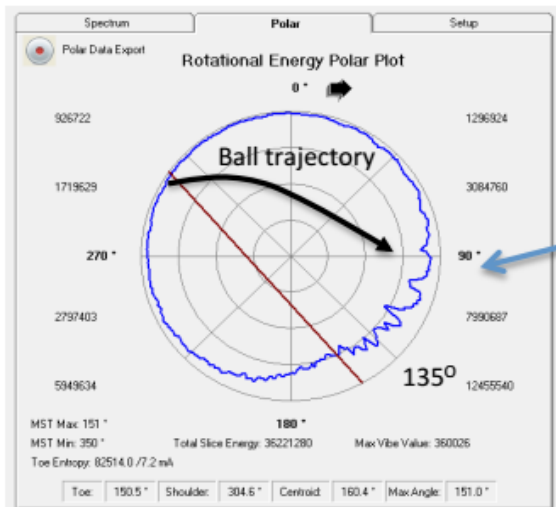 Spectrum Polar Setup
Polar Data Export
Rotational Energy Polar Plot
0 °
926722 1296924
Ball trajectory
1719629 3084760
270 ° 90 °
2797403 7990687
135⁰
5949634 12455540
MST Max: 151 ° 180 °
MST Min: 350 ° Total Slice Energy: 36221280 Max Vibe Value: 360026
Toe Entropy: 82514.0 /7.2 mA
Toe: 150.5 ° Shoulder: 304.6 ° Centroid: 160.4 ° Max Angle: 151.0 °